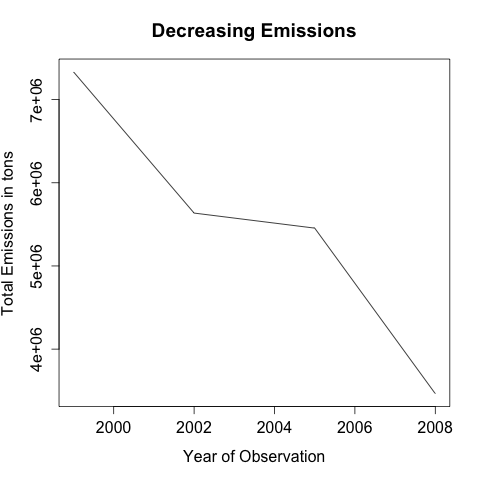 Decreasing Emissions
Total Emissions in tons
7e+06
6e+06
5e+06
4e+06
2000 2002 2004 2006 2008
Year of Observation